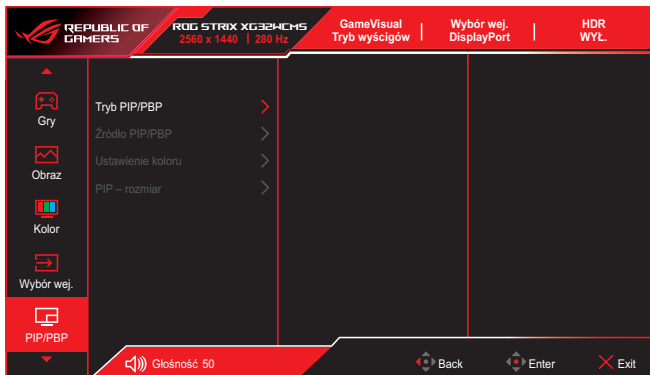 REPUBLIC OF
GAMERS
ROG STRIX XG32WCMS
2560 x 1440 | 280 Hz
GameVisual
Tryb wyścigów
Wybór wej.
DisplayPort
HDR
WYŁ.
Gry
Obraz
Kolor
Wybór wej.
PIP/PBP
Tryb PIP/PBP
Źródło PIP/PBP
Ustawienie koloru
PIP – rozmiar
Głośność 50
Back
Enter
Exit